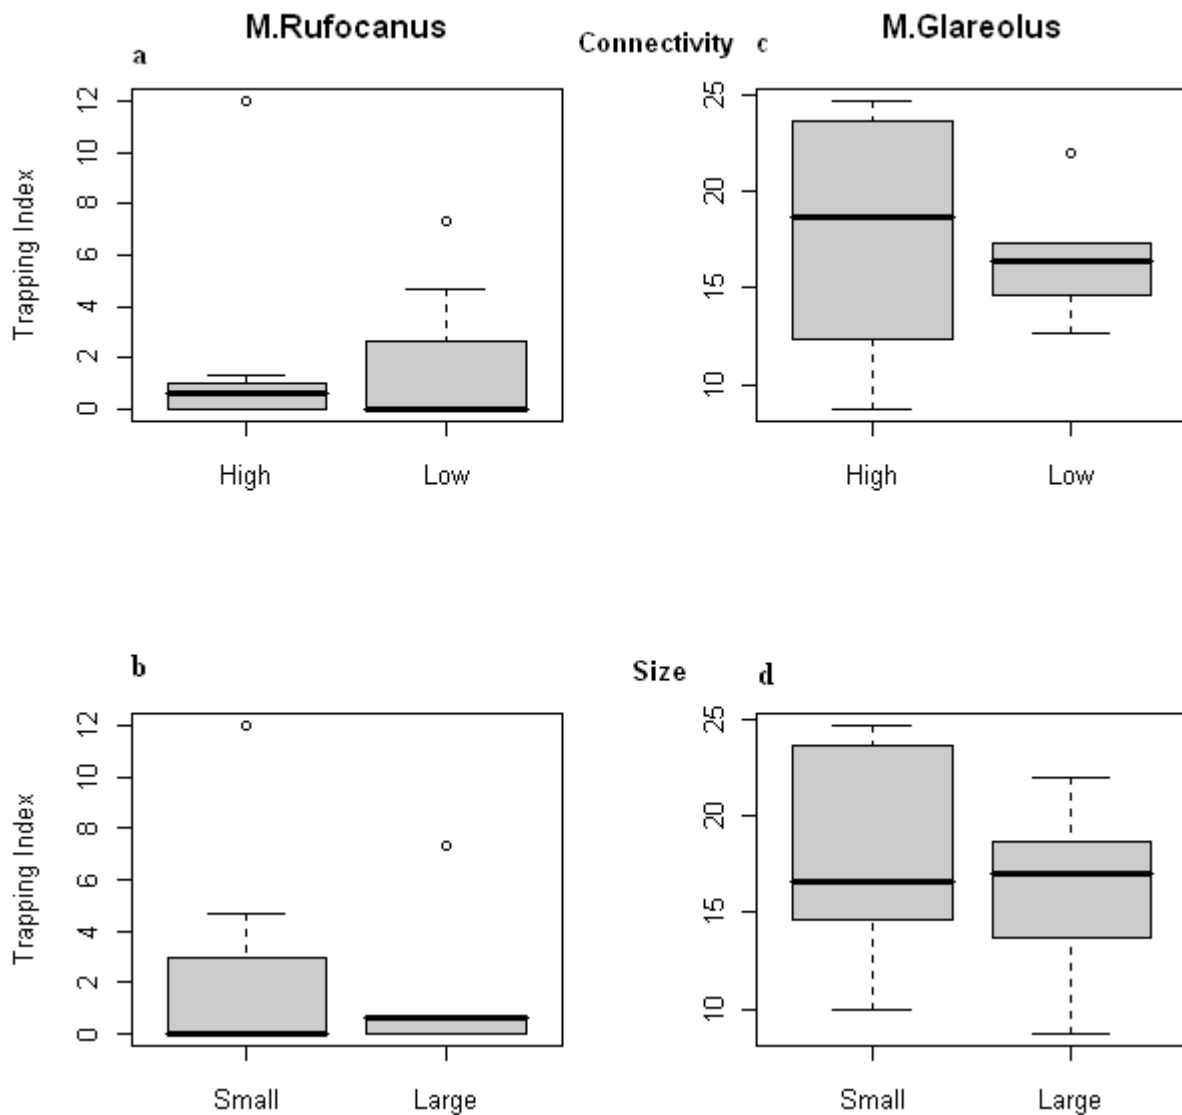 M.Rufocanus
M.Glareolus
a
Connectivity
c
Trapping Index
12
10
8
6
4
2
0
High
Low
25
20
15
10
High
Low
b
Size
d
Trapping Index
12
10
8
6
4
2
0
Small
Large
25
20
15
10
Small
Large